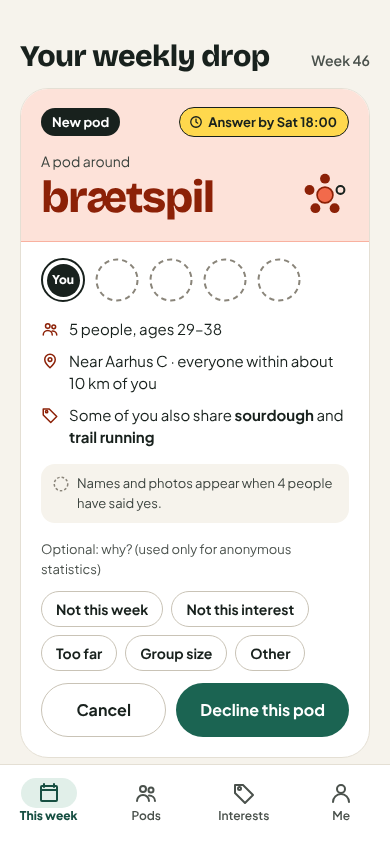 Your weekly drop
Week 46
New pod
Answer by Sat 18:00
A pod around
brætspil
You
5 people, ages 29–38
Near Aarhus C · everyone within about
10 km of you
Some of you also share sourdough and
trail running
Names and photos appear when 4 people
have said yes.
Optional: why? (used only for anonymous
statistics)
Not this week
Not this interest
Too far
Group size
Other
Cancel
Decline this pod
This week
Pods
Interests
Me